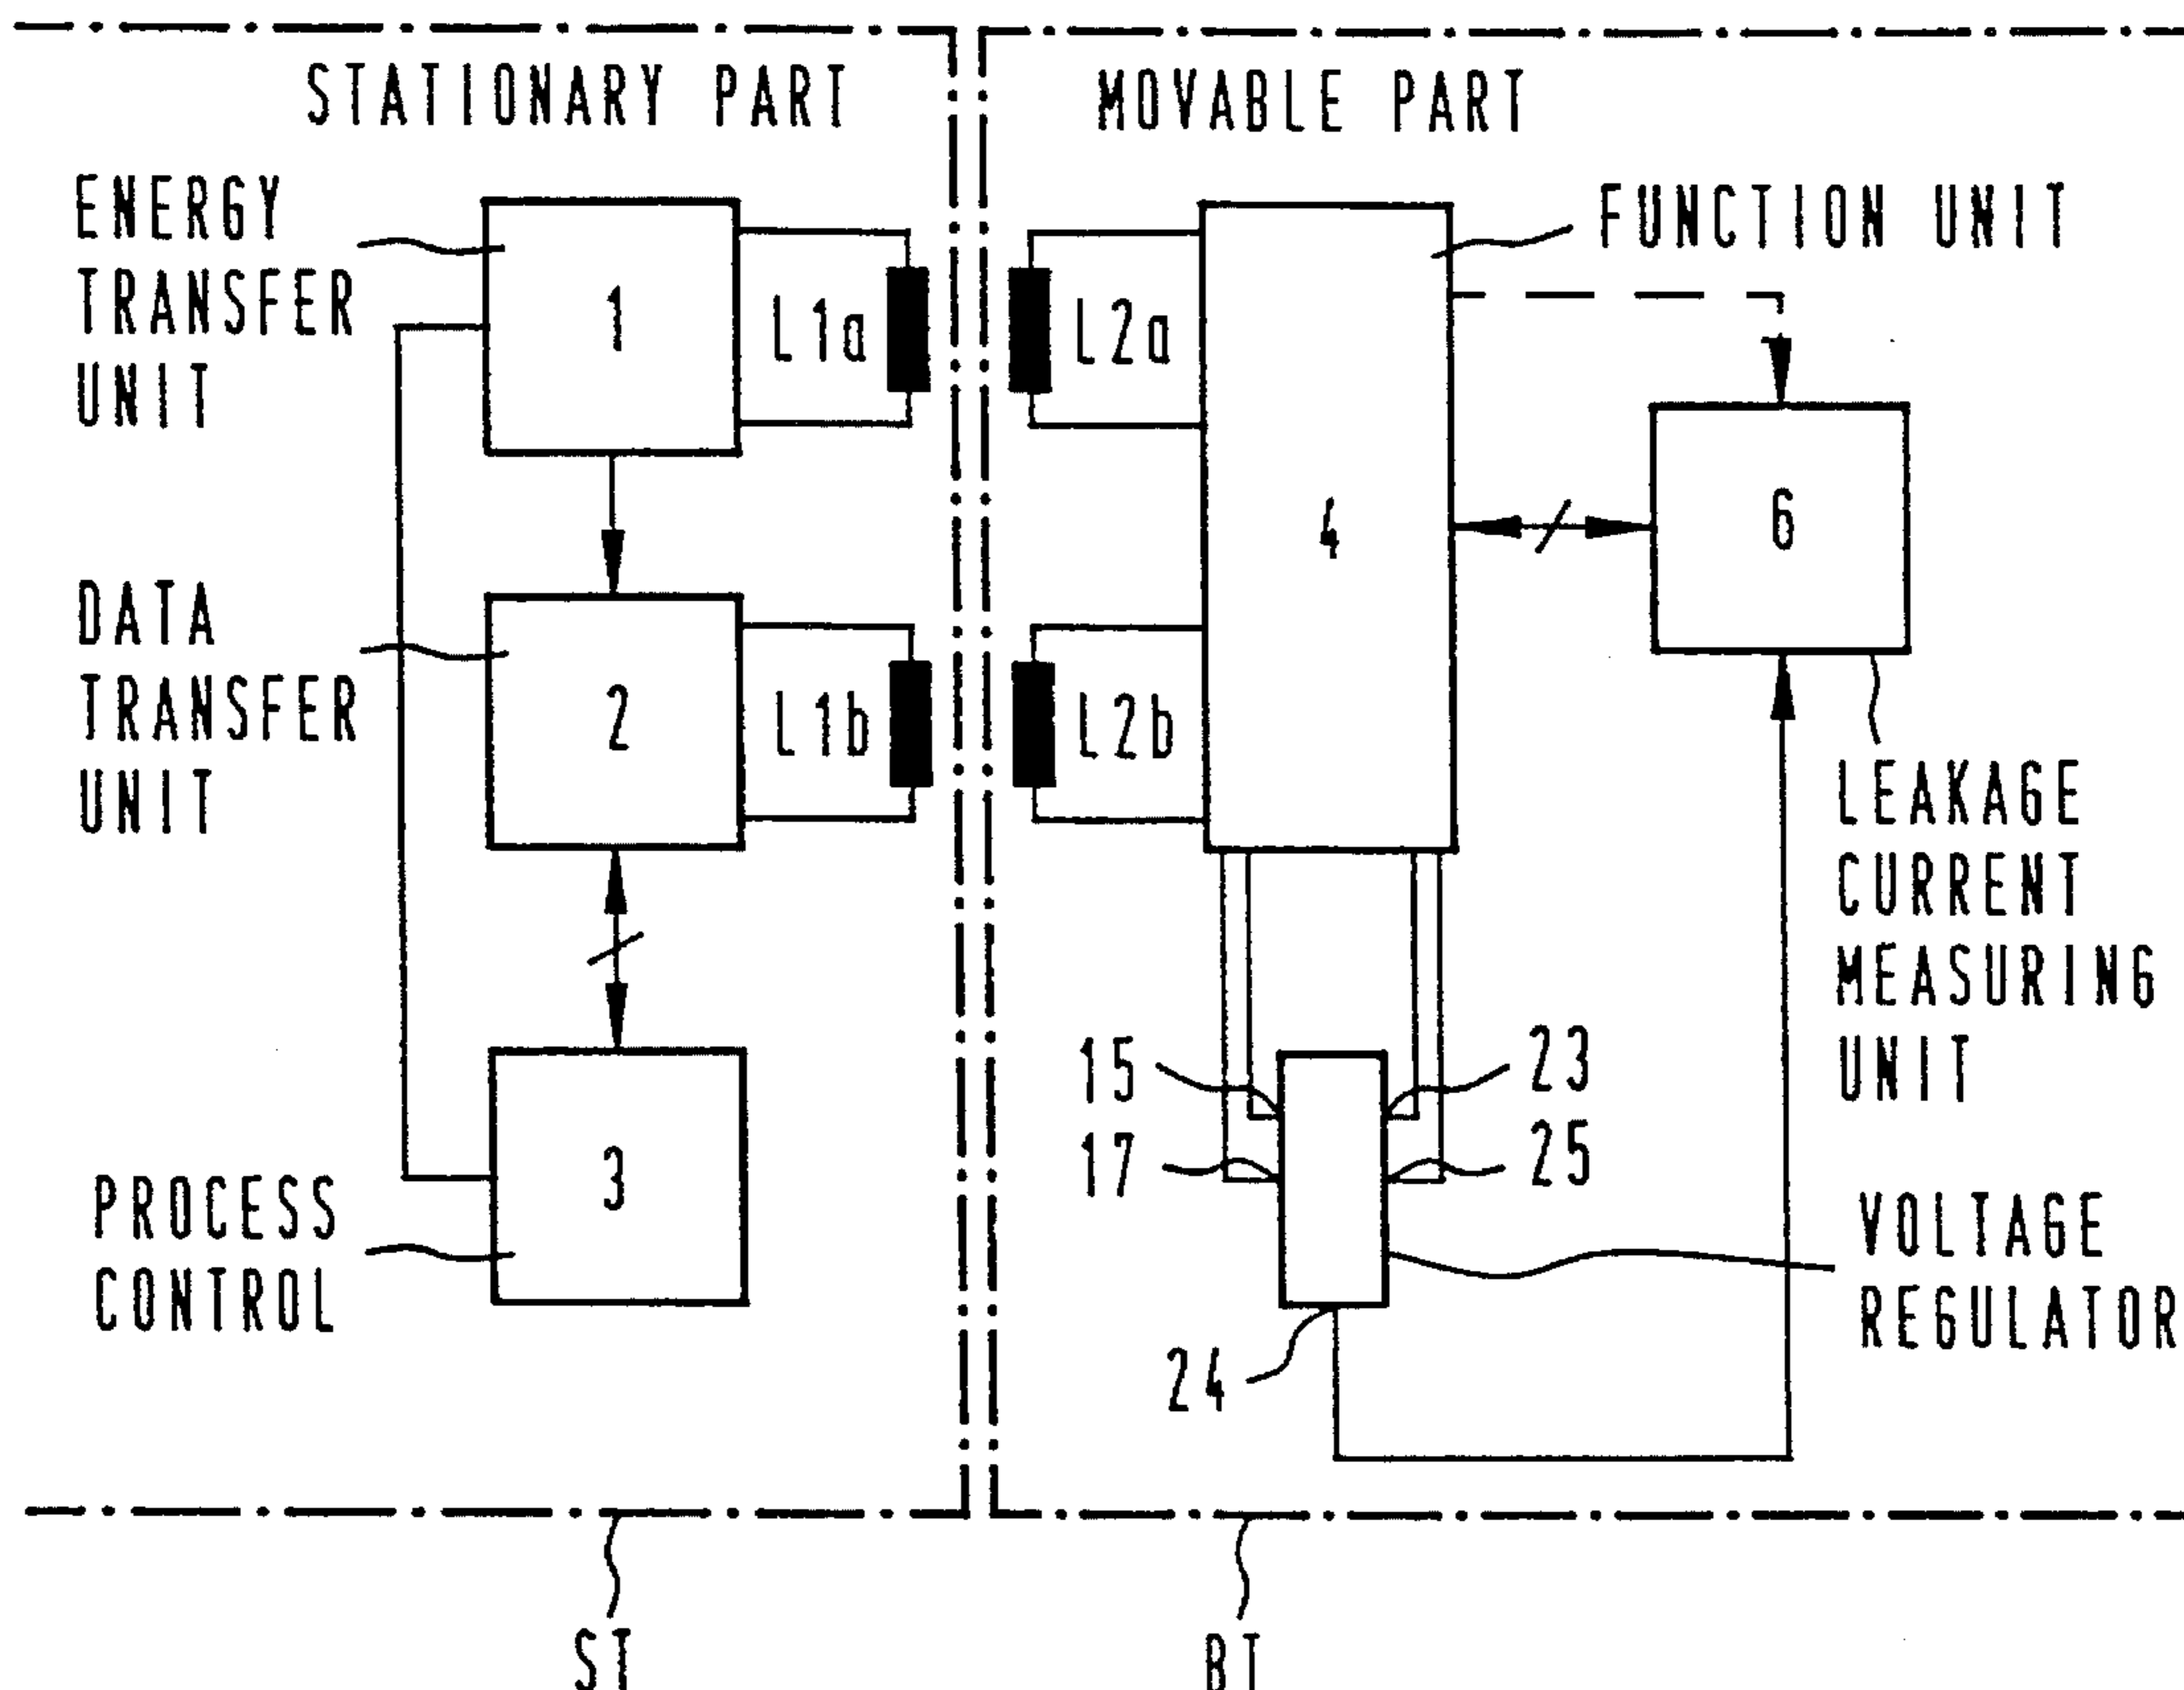 STATIONARY PART
MOVABLE PART
ENERGY
TRANSFER
UNIT
1
L1a
L2a
FUNCTION UNIT
4
6
DATA
TRANSFER
UNIT
2
L1b
L2b
LEAKAGE
CURRENT
MEASURING
UNIT
PROCESS
CONTROL
3
15
17
23
25
VOLTAGE
REGULATOR
24
ST
BT